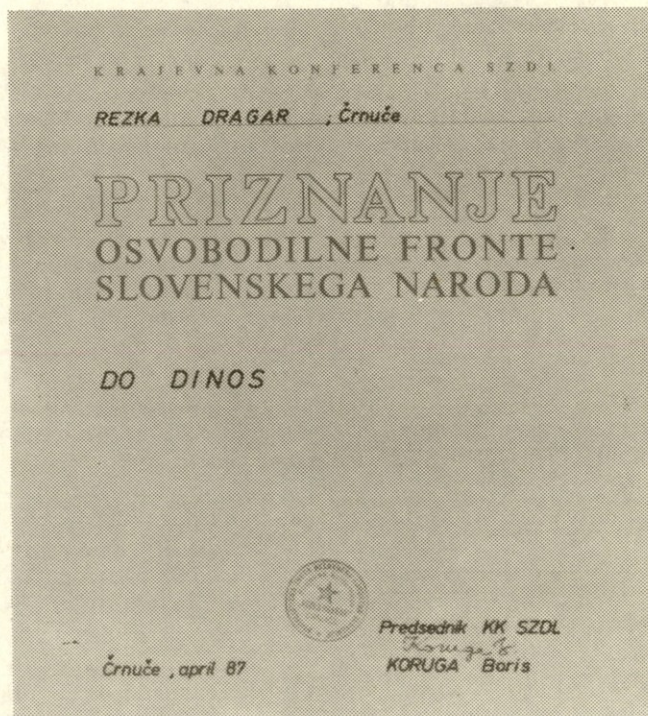 KRAJEVNA KONFERENCA SZDL
REZKA DRAGAR, Črnuče
PRIZNANJE
OSVOBODILNE FRONTE
SLOVENSKEGA NARODA
DO DINOS
Predsednik KK SZDL
Koruga B
Črnuče, april 87
KORUGA Boris